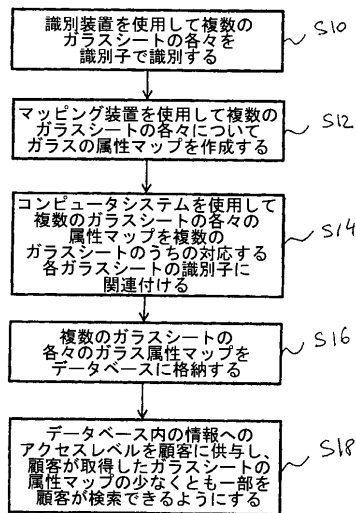 識別装置を使用して複数の
ガラスシートの各々を
識別子で識別する
S10
マッピング装置を使用して複数の
ガラスシートの各々について
ガラスの属性マップを作成する
S12
コンピュータシステムを使用して
複数のガラスシートの各々の
属性マップを複数の
ガラスシートのうちの対応する
各ガラスシートの識別子に
関連付ける
S14
複数のガラスシートの
各々のガラス属性マップを
データベースに格納する
S16
データベース内の情報への
アクセスレベルを顧客に供与し、
顧客が取得したガラスシートの
属性マップの少なくとも一部を
顧客が検索できるようにする
S18